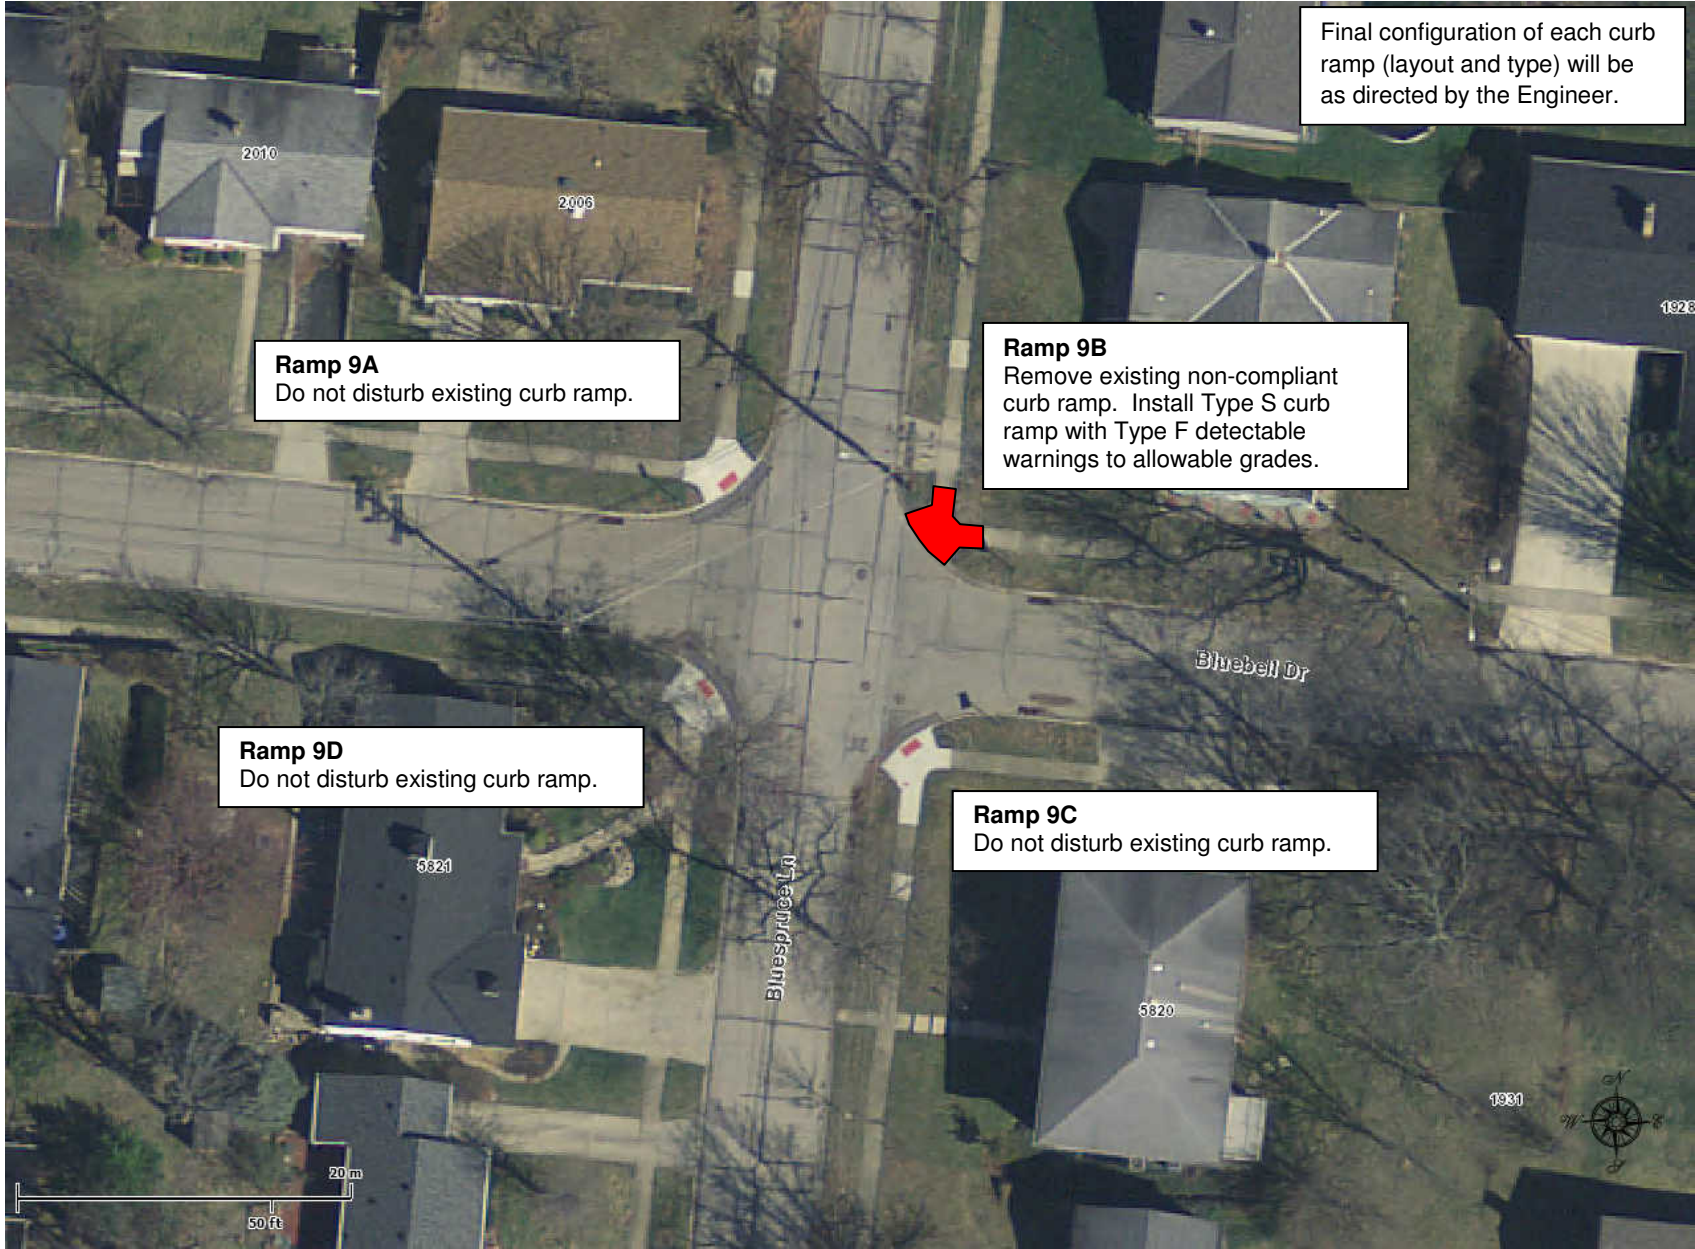 Final configuration of each curb
ramp (layout and type) will be
as directed by the Engineer.
2010
2006
1928
Ramp 9A
Do not disturb existing curb ramp.
Ramp 9B
Remove existing non-compliant
curb ramp. Install Type S curb
ramp with Type F detectable
warnings to allowable grades.
Bluebell Dr
Ramp 9D
Do not disturb existing curb ramp.
Ramp 9C
Do not disturb existing curb ramp.
5821
Bluespruce Ln
5820
1931
N
W E
S
20 m
50 ft